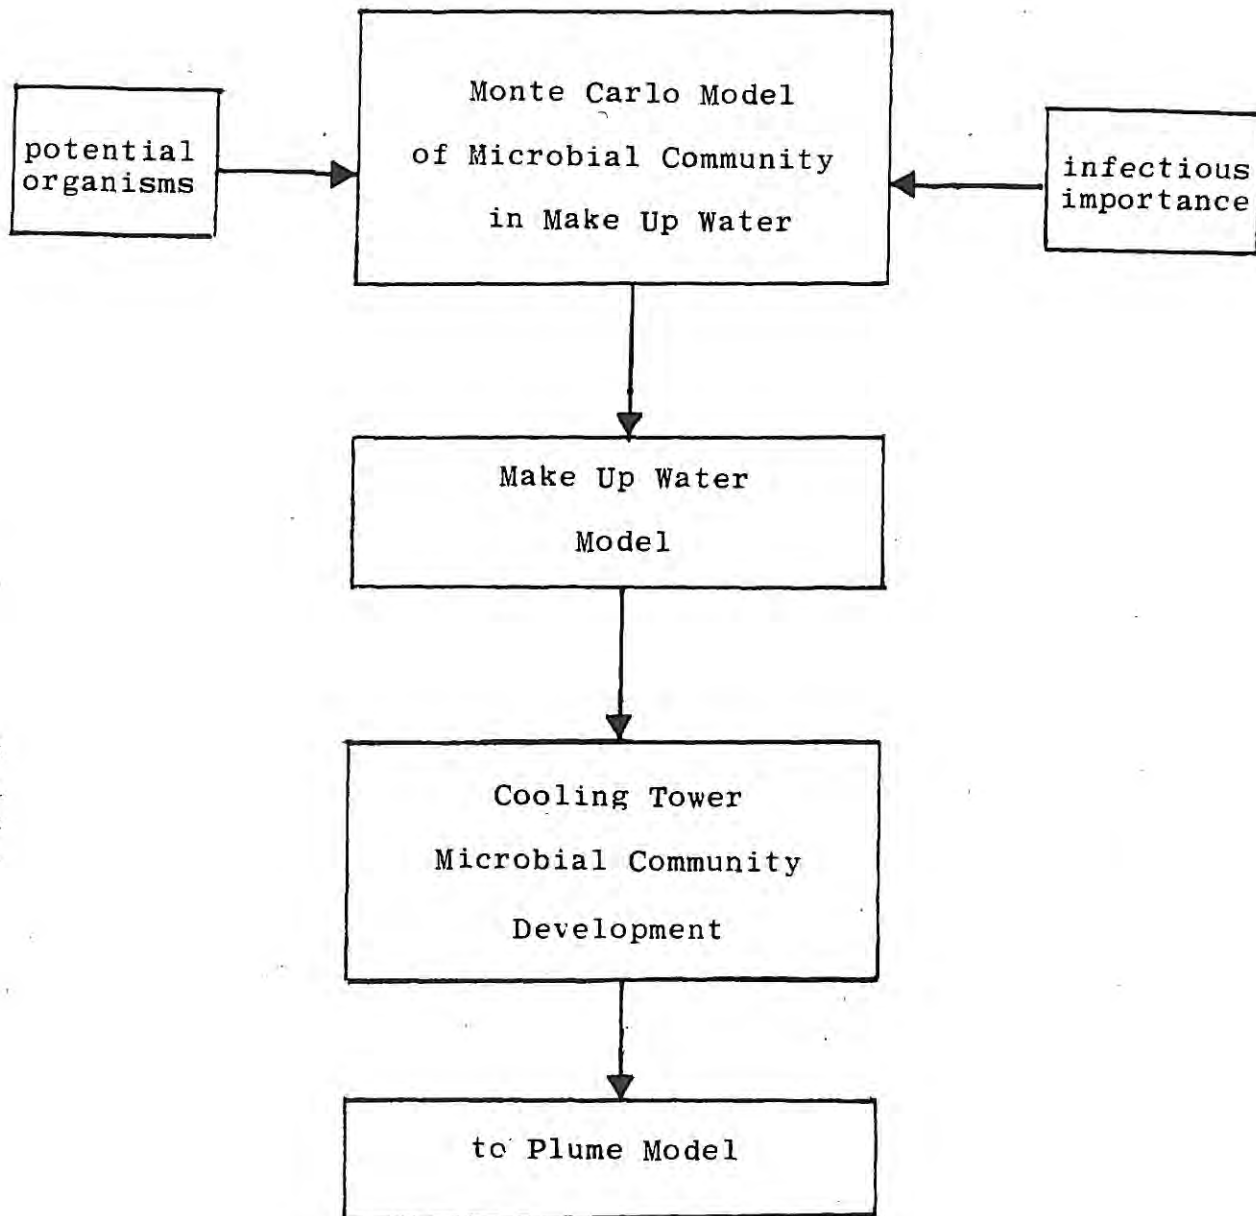 Monte Carlo Model
of Microbial Community
in Make Up Water
potential
organisms
infectious
importance
Make Up Water
Model
Cooling Tower
Microbial Community
Development
to Plume Model